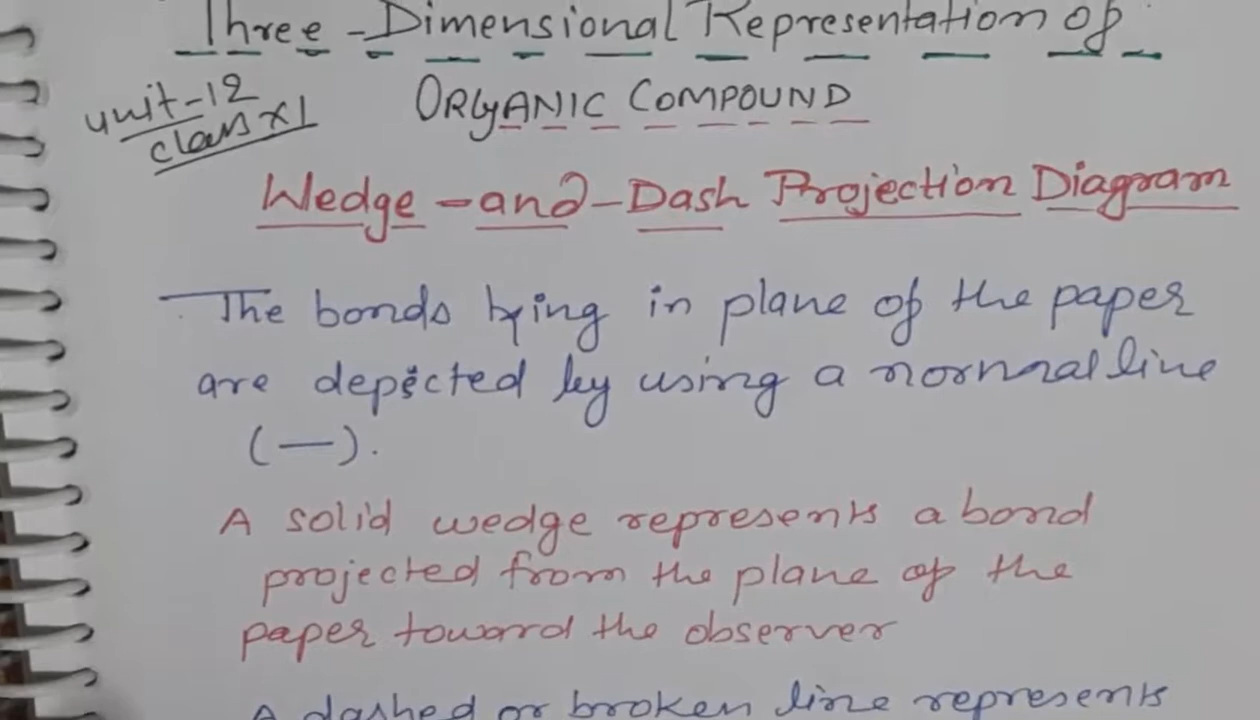 Three-Dimensional Representation of
unit-12
class XI
ORGANIC COMPOUND
Wedge-and-Dash Projection Diagram
The bonds lying in plane of the paper
are depicted by using a normal line
(—).
A solid wedge represents a bond
projected from the plane of the
paper toward the observer
A dashed or broken line represents